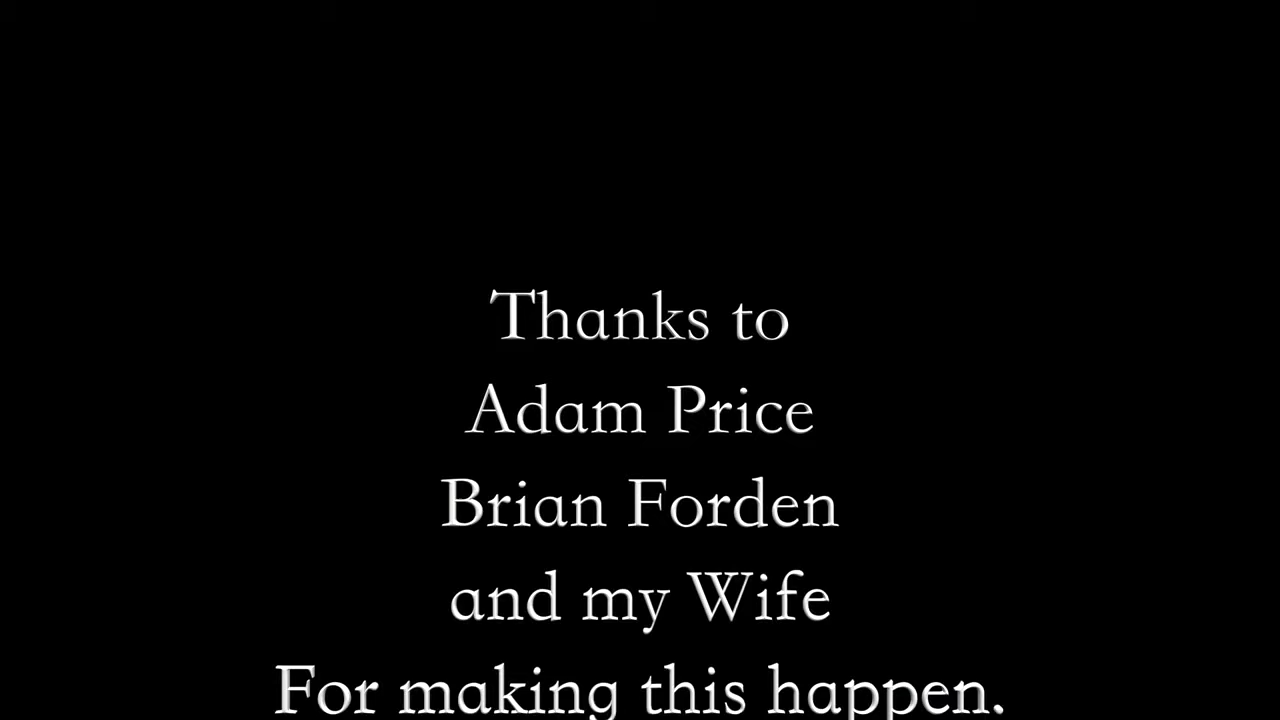 Thanks to
Adam Price
Brian Forden
and my Wife
For making this happen.